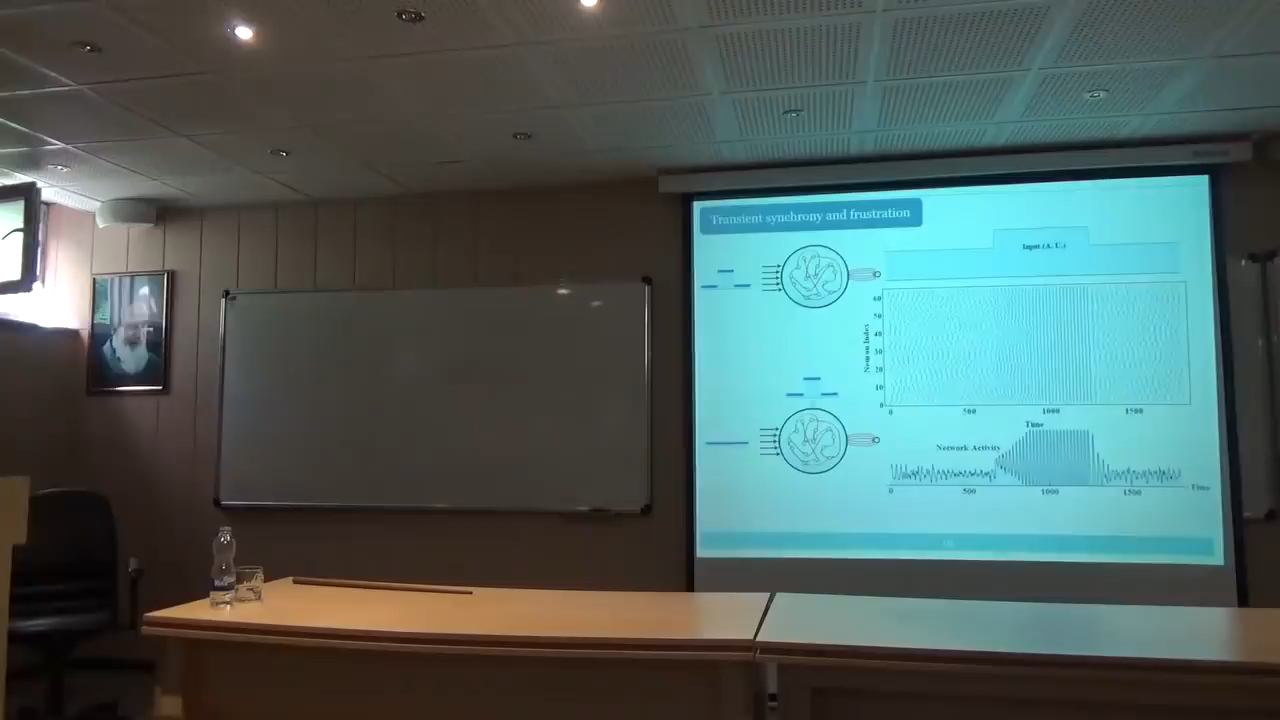 Transient synchrony and frustration
Input (A. U.)
Neuron Index
60
50
40
30
20
10
0
0 500 1000 1500
Time
Network Activity
0 500 1000 1500
Time